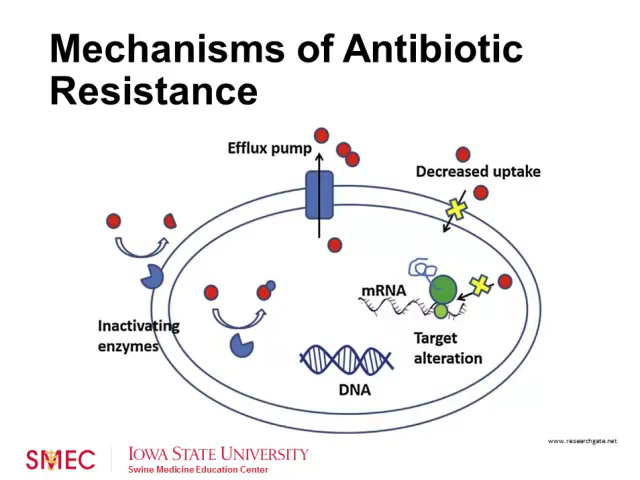 Mechanisms of Antibiotic
Resistance
Efflux pump
Decreased uptake
mRNA
Inactivating
enzymes
Target
alteration
DNA
www.researchgate.net
SMEC
IOWA STATE UNIVERSITY
Swine Medicine Education Center